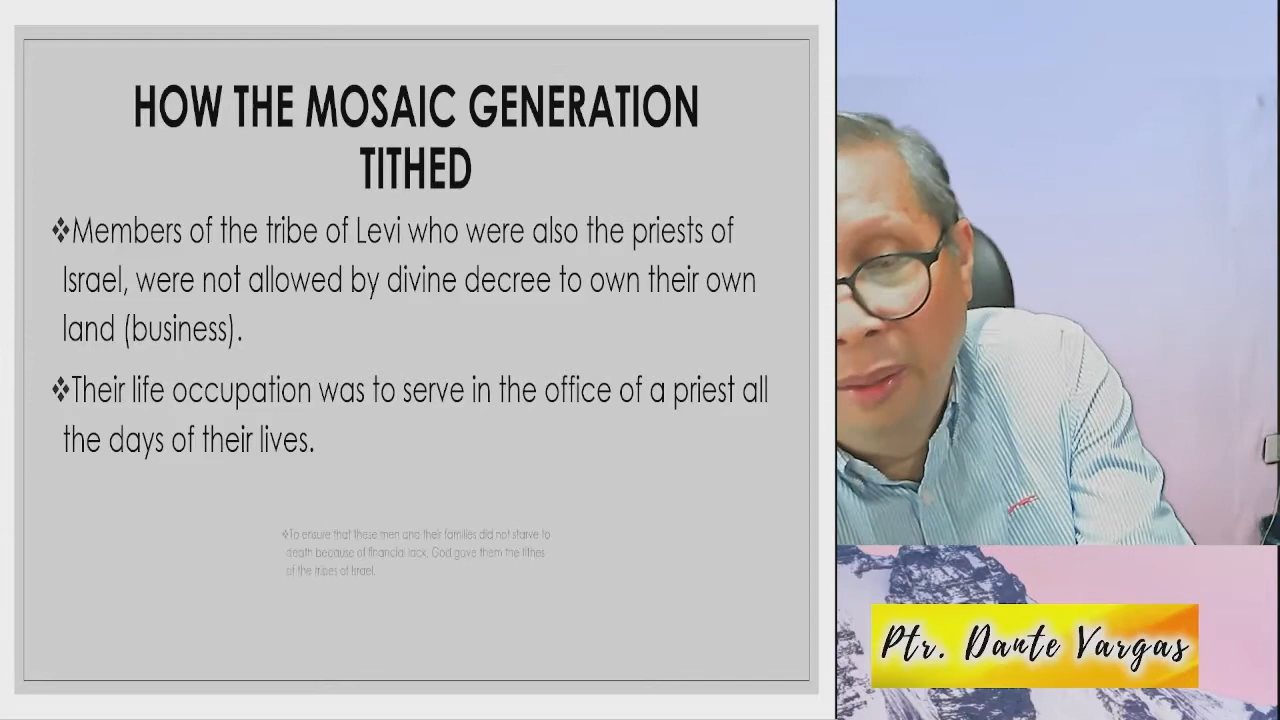 HOW THE MOSAIC GENERATION
TITHED
❖Members of the tribe of Levi who were also the priests of
Israel, were not allowed by divine decree to own their own
land (business).
❖Their life occupation was to serve in the office of a priest all
the days of their lives.
❖To ensure that these men and their families did not starve to
death because of financial lack, God gave them the tithes
of the tribes of Israel.
Ptr. Dante Vargas